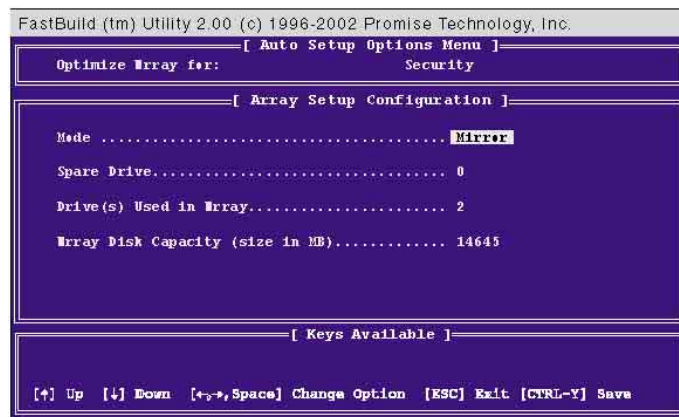 FastBuild (tm) Utility 2.00 (c) 1996-2002 Promise Technology, Inc.
[ Auto Setup Options Menu ]
Optimize Array for: Security
[ Array Setup Configuration ]
Mode ........................................ Mirror
Spare Drive.................................. 0
Drive(s) Used in Array....................... 2
Array Disk Capacity (size in MB)............. 14645
[ Keys Available ]
[↑] Up [↓] Down [←,→,Space] Change Option [ESC] Exit [CTRL-Y] Save